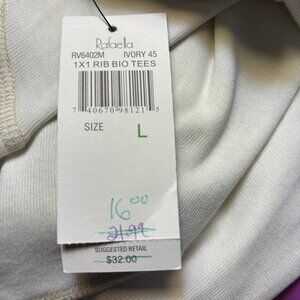 Rafaella
RV6402M IVORY 45
1X1 RIB BIO TEES
7 40670 98121 5
SIZE L
16.00
21.99
SUGGESTED RETAIL
$32.00